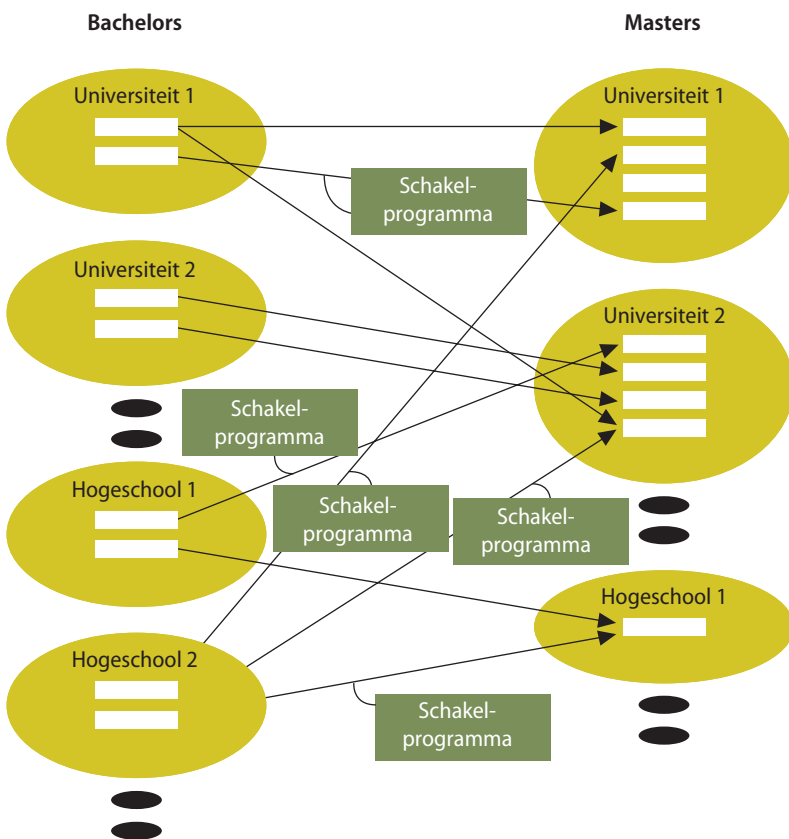 Bachelors
Masters
Universiteit 1
Universiteit 1
Schakel-
programma
Universiteit 2
Universiteit 2
Schakel-
programma
Hogeschool 1
Schakel-
programma
Schakel-
programma
Hogeschool 1
Hogeschool 2
Schakel-
programma